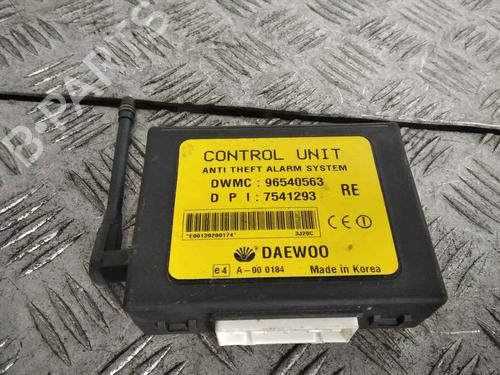 B-PARTS
CONTROL UNIT
ANTI THEFT ALARM SYSTEM
DWMC : 96540563
D P I : 7541293
RE
CE
"E00139200174"
3J20C
DAEWOO
e4
A-00 0184
Made in Korea